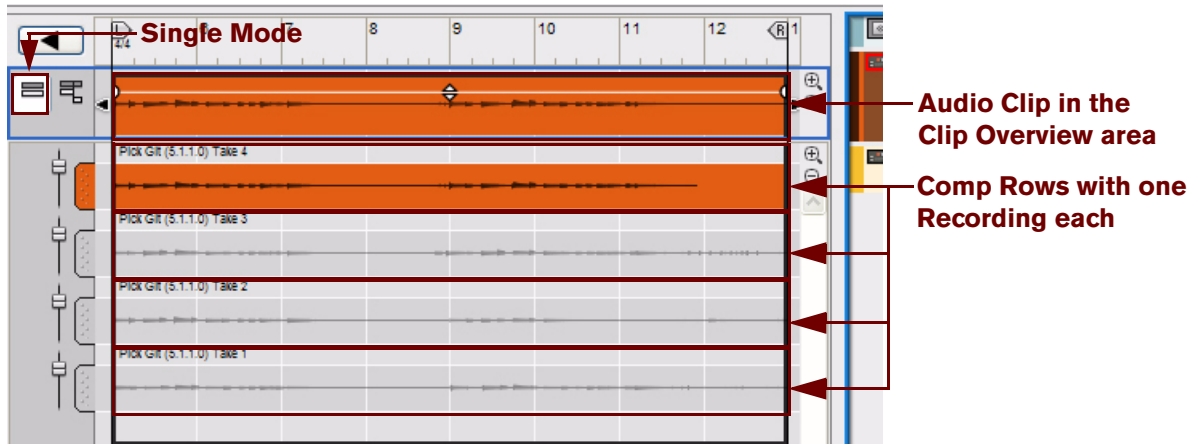 Single Mode
L 7 8 9 10 11 12 R 1
4/4
Audio Clip in the
Clip Overview area
Pick Git (5.1.1.0) Take 4
Comp Rows with one
Recording each
Pick Git (5.1.1.0) Take 3
Pick Git (5.1.1.0) Take 2
Pick Git (5.1.1.0) Take 1